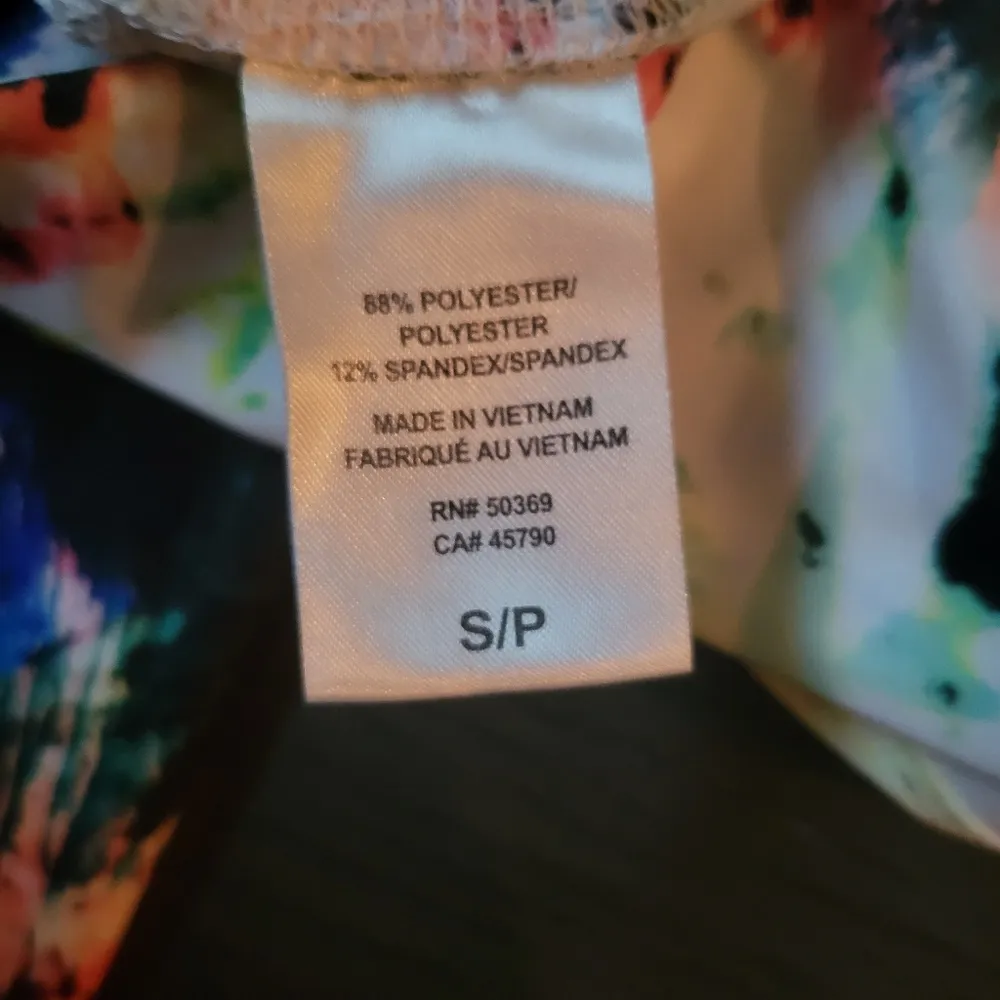 88% POLYESTER/
POLYESTER
12% SPANDEX/SPANDEX
MADE IN VIETNAM
FABRIQUÉ AU VIETNAM
RN# 50369
CA# 45790
S/P